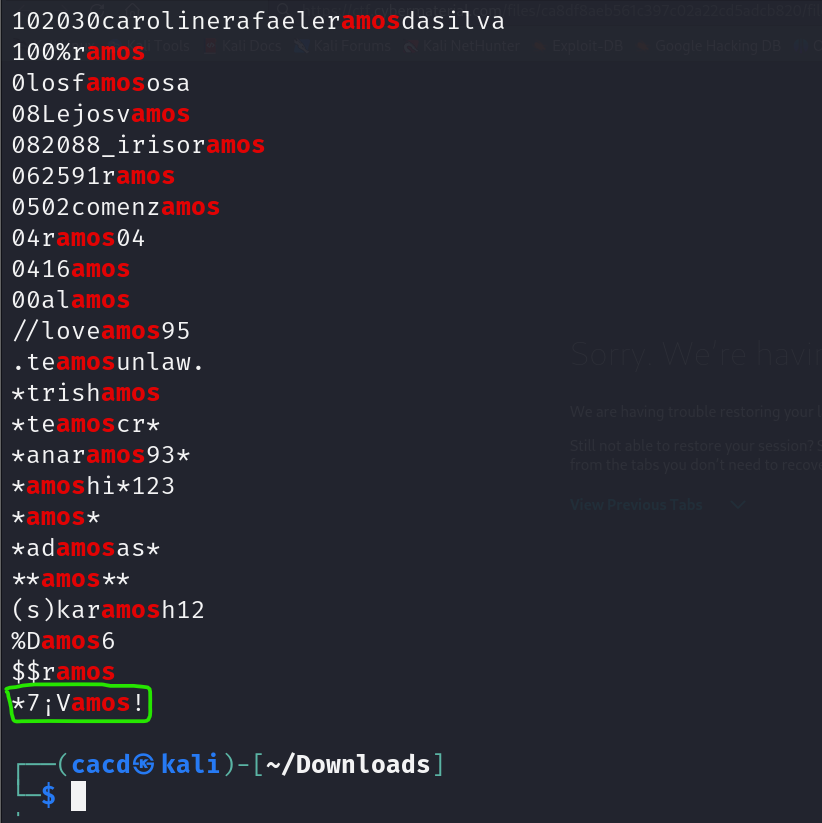 102030carolinerafaeleramosdasilva
100%ramos
0losfamososa
08Lejosvamos
082088_irisoramos
062591ramos
0502comenzamos
04ramos04
0416amos
00alamos
//loveamos95
.teamosunlaw.
*trishamos
*teamoscr*
*anaramos93*
*amoshi*123
*amos*
*adamosas*
**amos**
(s)karamosh12
%Damos6
$$ramos
*7¡Vamos!
┌──(cacd㉿kali)-[~/Downloads]
└─$
Tools Kali Docs Kali Forums Kali NetHunter Exploit-DB Google Hacking DB
Sorry. We're havin
We are having trouble restoring your
Still not able to restore your session?
from the tabs you don't need to recove
View Previous Tabs